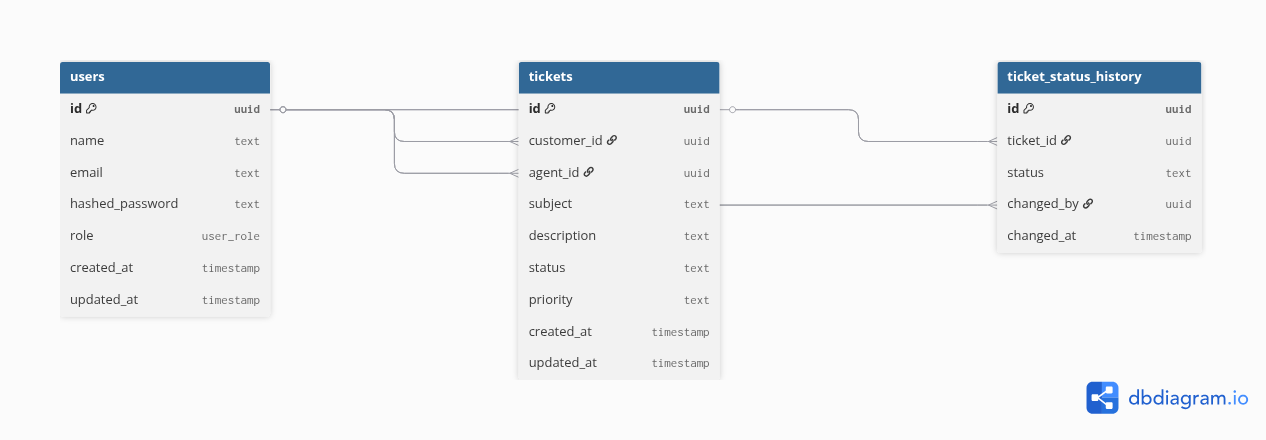 users
id uuid
name text
email text
hashed_password text
role user_role
created_at timestamp
updated_at timestamp
tickets
id uuid
customer_id uuid
agent_id uuid
subject text
description text
status text
priority text
created_at timestamp
updated_at timestamp
ticket_status_history
id uuid
ticket_id uuid
status text
changed_by uuid
changed_at timestamp
dbdiagram.io